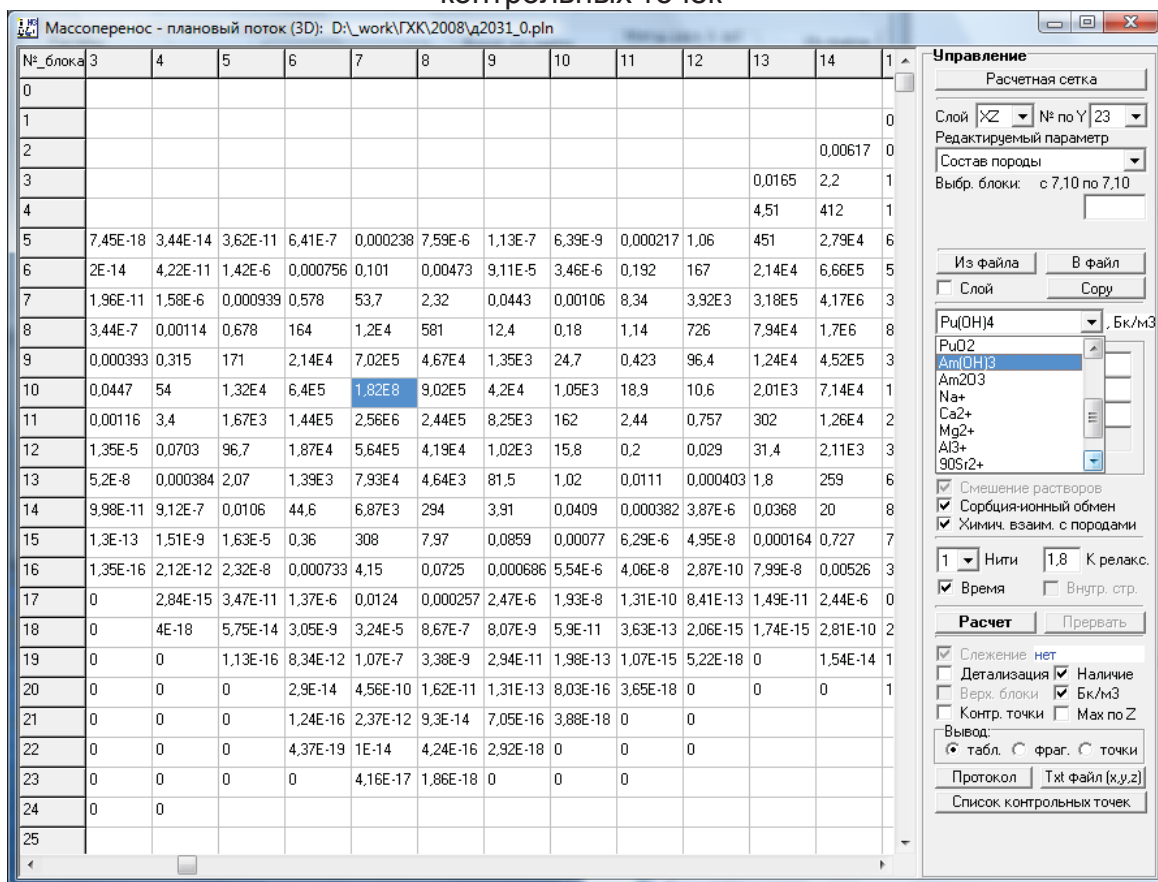 контрольных точек
Массоперенос - плановый поток (3D): D:\_work\ГХК\2008\д2031_0.pln
№_блока 3 4 5 6 7 8 9 10 11 12 13 14 1
0
1 0
2 0,00617 0
3 0,0165 2,2 1
4 4,51 412 1
5 7,45E-18 3,44E-14 3,62E-11 6,41E-7 0,000238 7,59E-6 1,13E-7 6,39E-9 0,000217 1,06 451 2,79E4 6
6 2E-14 4,22E-11 1,42E-6 0,000756 0,101 0,00473 9,11E-5 3,46E-6 0,192 167 2,14E4 6,66E5 5
7 1,96E-11 1,58E-6 0,000939 0,578 53,7 2,32 0,0443 0,00106 8,34 3,92E3 3,18E5 4,17E6 3
8 3,44E-7 0,00114 0,678 164 1,2E4 581 12,4 0,18 1,14 726 7,94E4 1,7E6 8
9 0,000393 0,315 171 2,14E4 7,02E5 4,67E4 1,35E3 24,7 0,423 96,4 1,24E4 4,52E5 3
10 0,0447 54 1,32E4 6,4E5 1,82E8 9,02E5 4,2E4 1,05E3 18,9 10,6 2,01E3 7,14E4 1
11 0,00116 3,4 1,67E3 1,44E5 2,56E6 2,44E5 8,25E3 162 2,44 0,757 302 1,26E4 2
12 1,35E-5 0,0703 96,7 1,87E4 5,64E5 4,19E4 1,02E3 15,8 0,2 0,029 31,4 2,11E3 3
13 5,2E-8 0,000384 2,07 1,39E3 7,93E4 4,64E3 81,5 1,02 0,0111 0,000403 1,8 259 6
14 9,98E-11 9,12E-7 0,0106 44,6 6,87E3 294 3,91 0,0409 0,000382 3,87E-6 0,0368 20 8
15 1,3E-13 1,51E-9 1,63E-5 0,36 308 7,97 0,0859 0,00077 6,29E-6 4,95E-8 0,000164 0,727 7
16 1,35E-16 2,12E-12 2,32E-8 0,000733 4,15 0,0725 0,000686 5,54E-6 4,06E-8 2,87E-10 7,99E-8 0,00526 3
17 0 2,84E-15 3,47E-11 1,37E-6 0,0124 0,000257 2,47E-6 1,93E-8 1,31E-10 8,41E-13 1,49E-11 2,44E-6 0
18 0 4E-18 5,75E-14 3,05E-9 3,24E-5 8,67E-7 8,07E-9 5,9E-11 3,63E-13 2,06E-15 1,74E-15 2,81E-10 2
19 0 0 1,13E-16 8,34E-12 1,07E-7 3,38E-9 2,94E-11 1,98E-13 1,07E-15 5,22E-18 0 1,54E-14 1
20 0 0 0 2,9E-14 4,56E-10 1,62E-11 1,31E-13 8,03E-16 3,65E-18 0 0 0 1
21 0 0 0 1,24E-16 2,37E-12 9,3E-14 7,05E-16 3,88E-18 0 0
22 0 0 0 4,37E-19 1E-14 4,24E-16 2,92E-18 0 0 0
23 0 0 0 0 4,16E-17 1,86E-18 0 0 0
24 0 0
25
Управление
Расчетная сетка
Слой XZ № по Y 23
Редактируемый параметр
Состав породы
Выбр. блоки: с 7,10 по 7,10
Из файла В файл
Слой Copy
Pu(OH)4 , Бк/м3
PuO2
Am(OH)3
Am2O3
Na+
Ca2+
Mg2+
Al3+
90Sr2+
Смешение растворов
Сорбция-ионный обмен
Химич. взаим. с породами
1 Нити 1,8 К релакс.
Время Внутр. стр.
Расчет Прервать
Слежение нет
Детализация Наличие
Верх. блоки Бк/м3
Контр. точки Max по Z
Вывод:
табл. фраг. точки
Протокол Txt файл (x,y,z)
Список контрольных точек